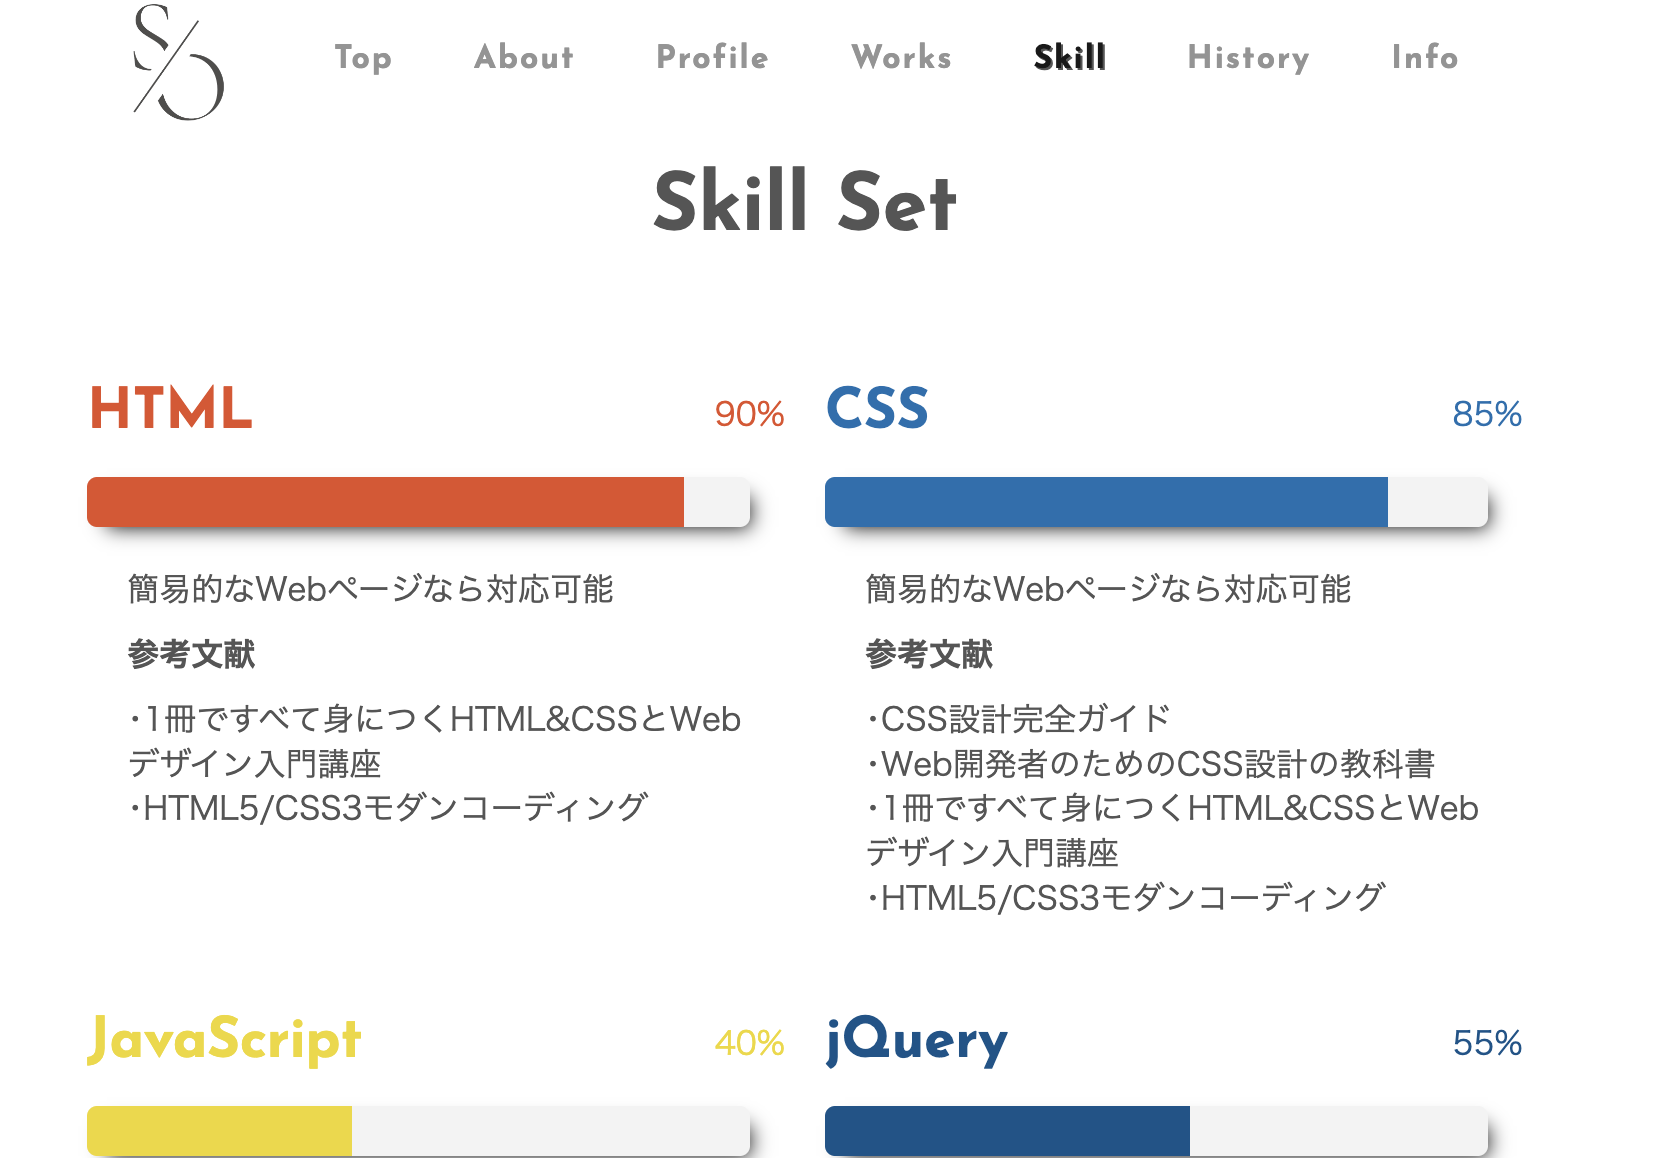 S/O
Top About Profile Works Skill History Info
Skill Set
HTML 90%
簡易的なWebページなら対応可能
参考文献
・1冊ですべて身につくHTML&CSSとWeb
デザイン入門講座
・HTML5/CSS3モダンコーディング
CSS 85%
簡易的なWebページなら対応可能
参考文献
・CSS設計完全ガイド
・Web開発者のためのCSS設計の教科書
・1冊ですべて身につくHTML&CSSとWeb
デザイン入門講座
・HTML5/CSS3モダンコーディング
JavaScript 40%
jQuery 55%